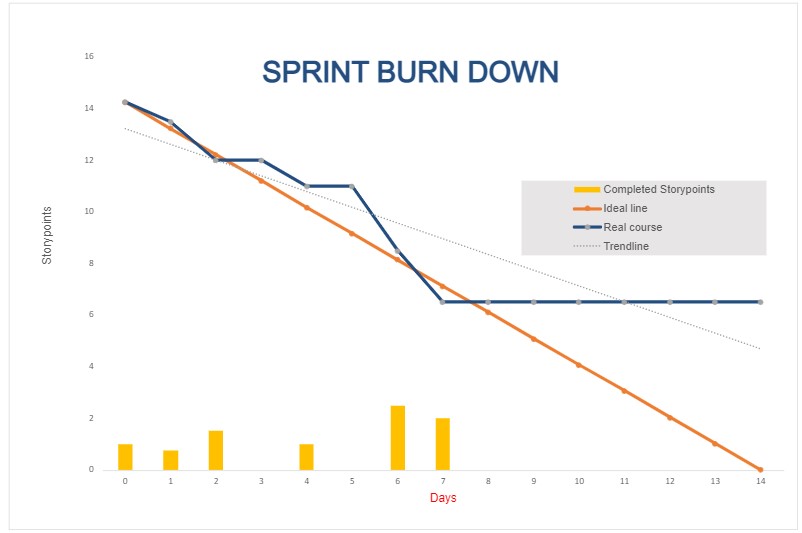 SPRINT BURN DOWN
16
14
12
10
8
6
4
2
0
Storypoints
Completed Storypoints
Ideal line
Real course
Trendline
0 1 2 3 4 5 6 7 8 9 10 11 12 13 14
Days